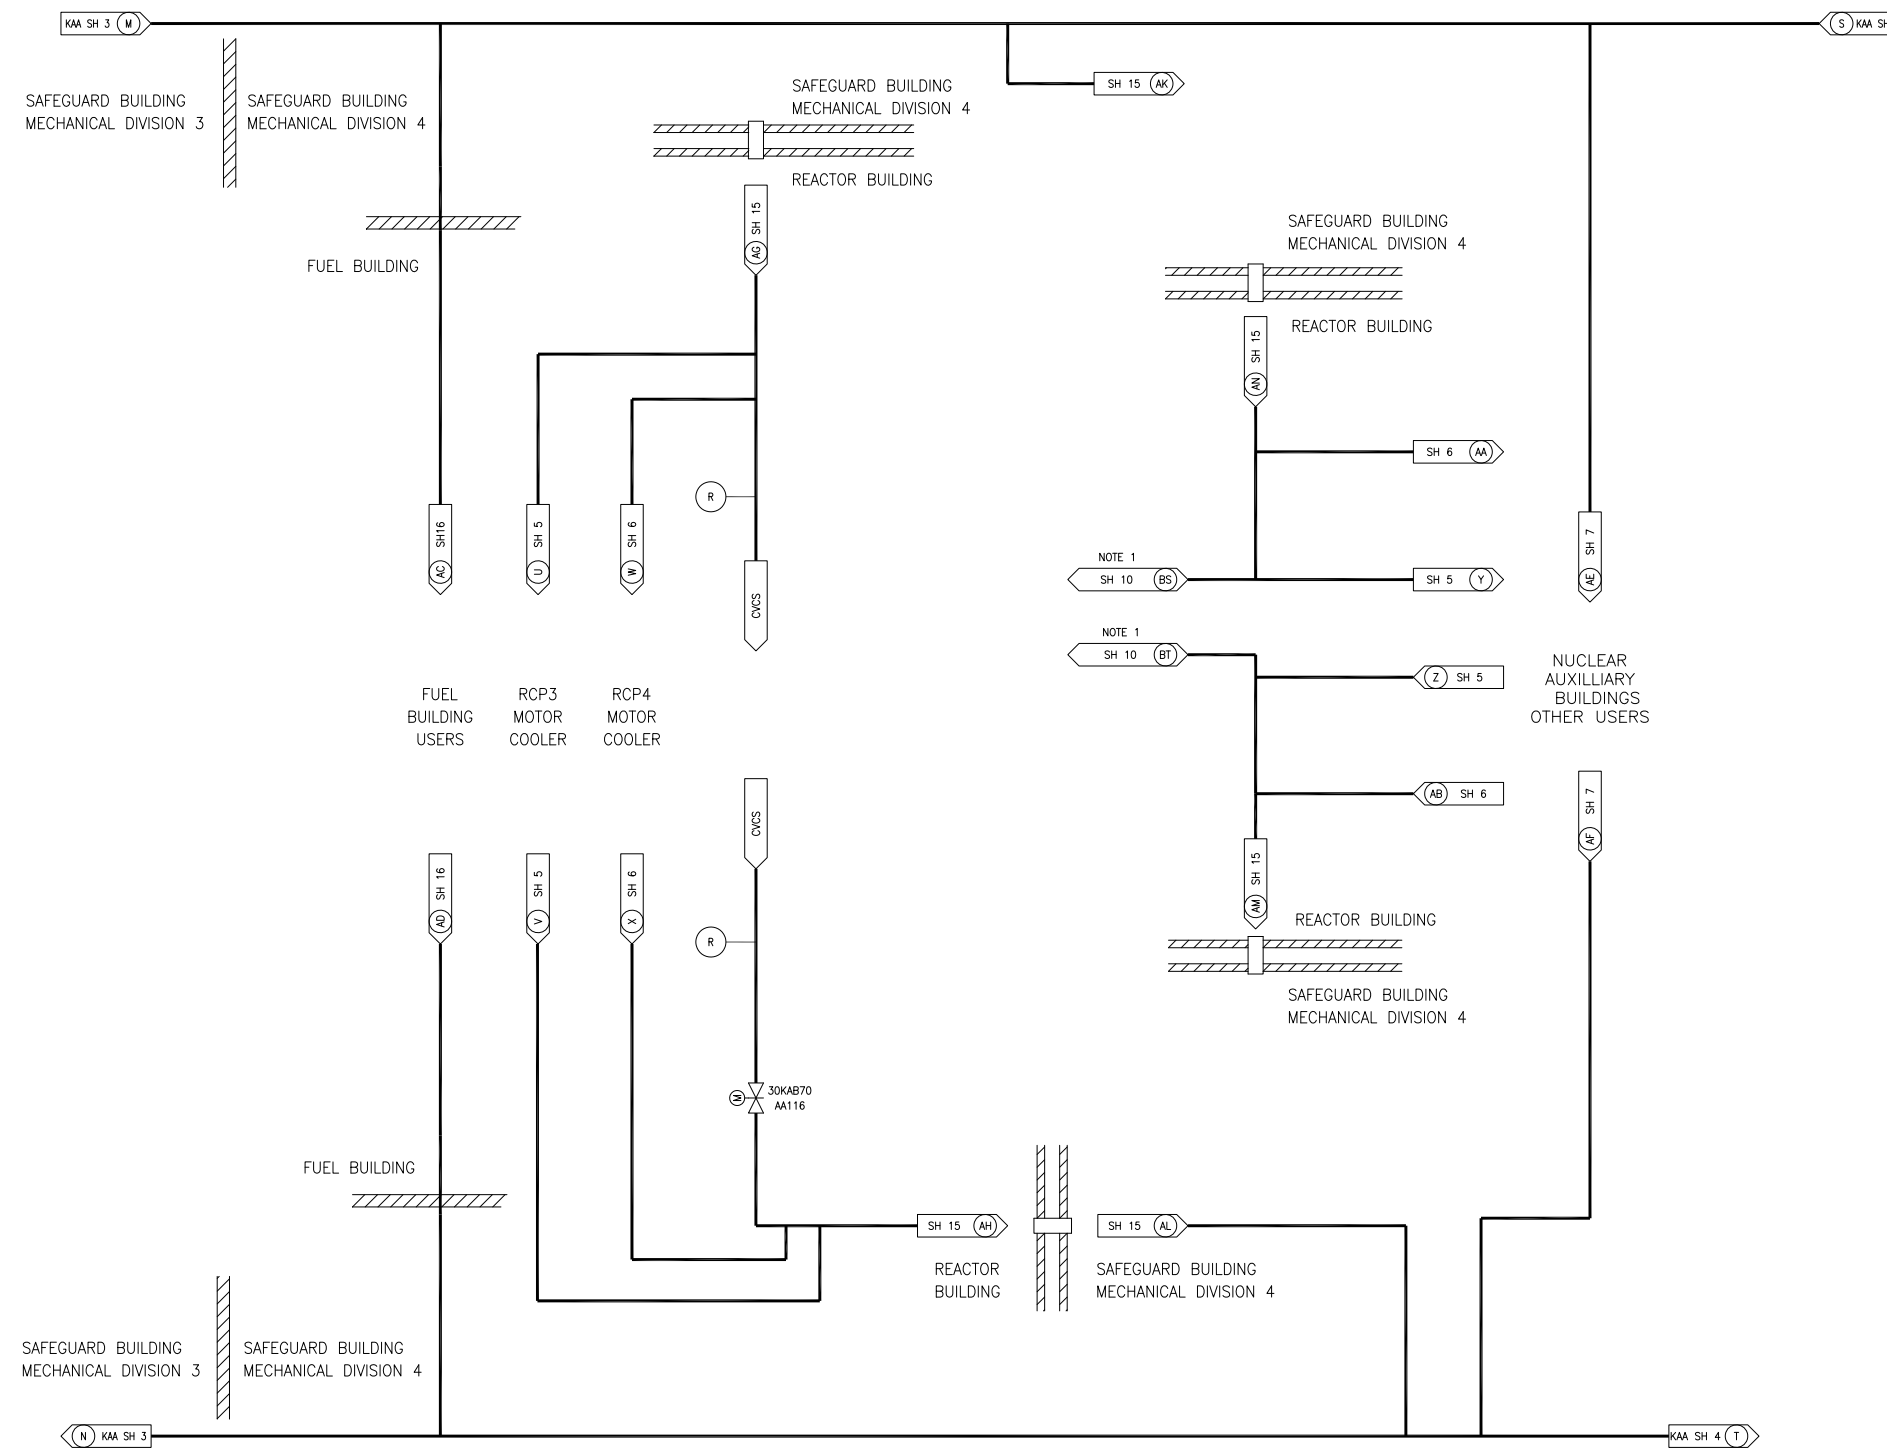 KAA SH 3 M
S KAA SH
SH 15 AK
SAFEGUARD BUILDING
MECHANICAL DIVISION 3
SAFEGUARD BUILDING
MECHANICAL DIVISION 4
SAFEGUARD BUILDING
MECHANICAL DIVISION 4
REACTOR BUILDING
SH 15 AG
FUEL BUILDING
SAFEGUARD BUILDING
MECHANICAL DIVISION 4
REACTOR BUILDING
SH 15 AN
SH 6 AA
R
SH16 AC
SH 5 U
SH 6 W
CVCS
NOTE 1
SH 10 BS
SH 5 Y
SH 7 AE
NOTE 1
SH 10 BT
Z SH 5
NUCLEAR
AUXILLIARY
BUILDINGS
OTHER USERS
FUEL
BUILDING
USERS
RCP3
MOTOR
COOLER
RCP4
MOTOR
COOLER
AB SH 6
CVCS
SH 7 AF
SH 16 AD
SH 5 V
SH 6 X
SH 15 AM
R
REACTOR BUILDING
SAFEGUARD BUILDING
MECHANICAL DIVISION 4
M
30KAB70
AA116
FUEL BUILDING
SH 15 AH
SH 15 AL
REACTOR
BUILDING
SAFEGUARD BUILDING
MECHANICAL DIVISION 4
SAFEGUARD BUILDING
MECHANICAL DIVISION 3
SAFEGUARD BUILDING
MECHANICAL DIVISION 4
N KAA SH 3
KAA SH 4 T